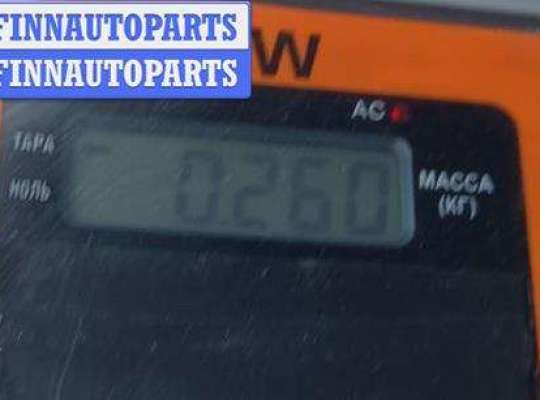 FINNAUTOPARTS
FINNAUTOPARTS
W
AC
ТАРА
НОЛЬ
0.260
МАССА
(КГ)